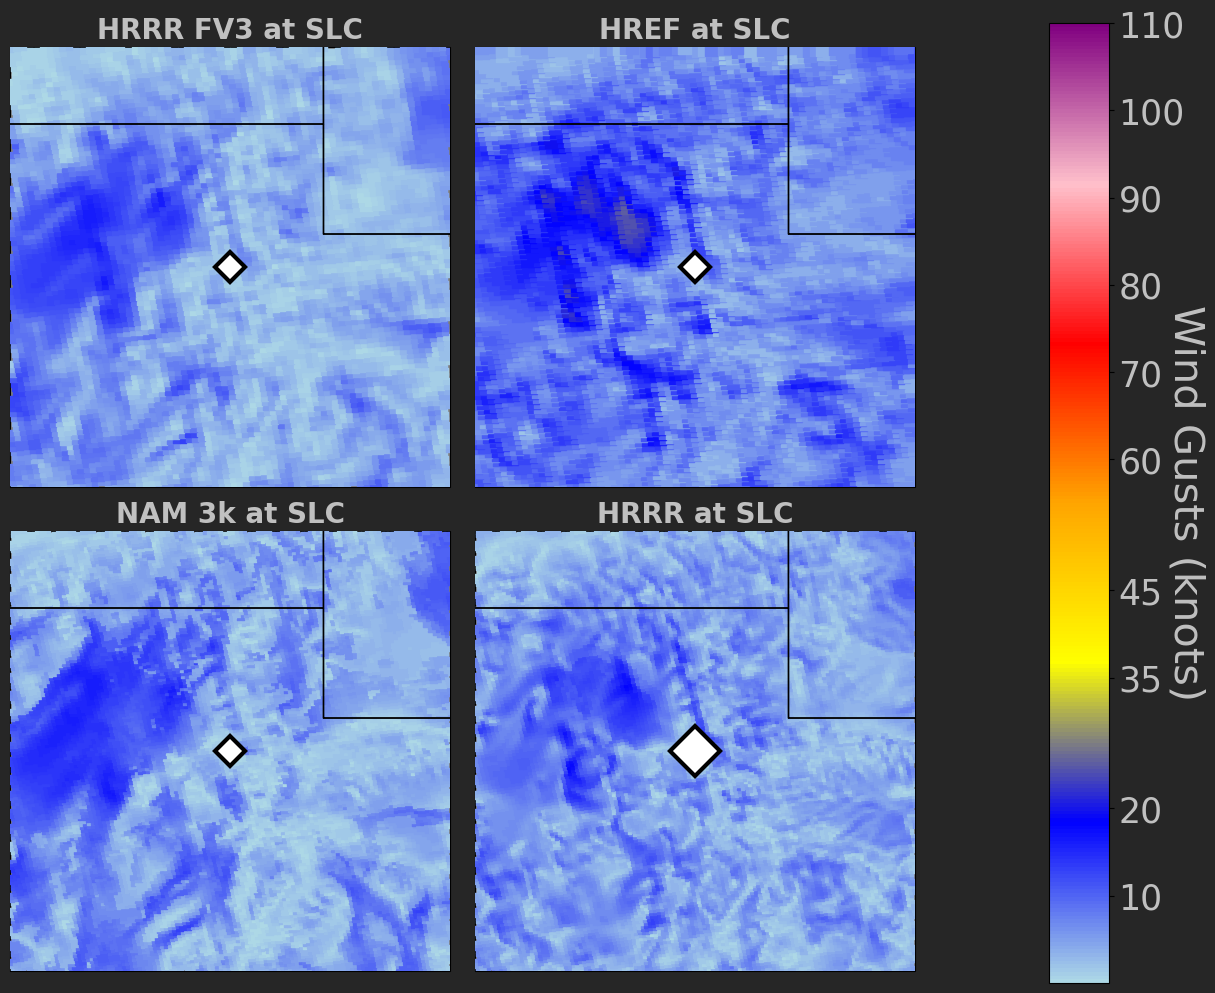 HRRR FV3 at SLC
HREF at SLC
NAM 3k at SLC
HRRR at SLC
110
100
90
80
70
60
45
35
20
10
Wind Gusts (knots)